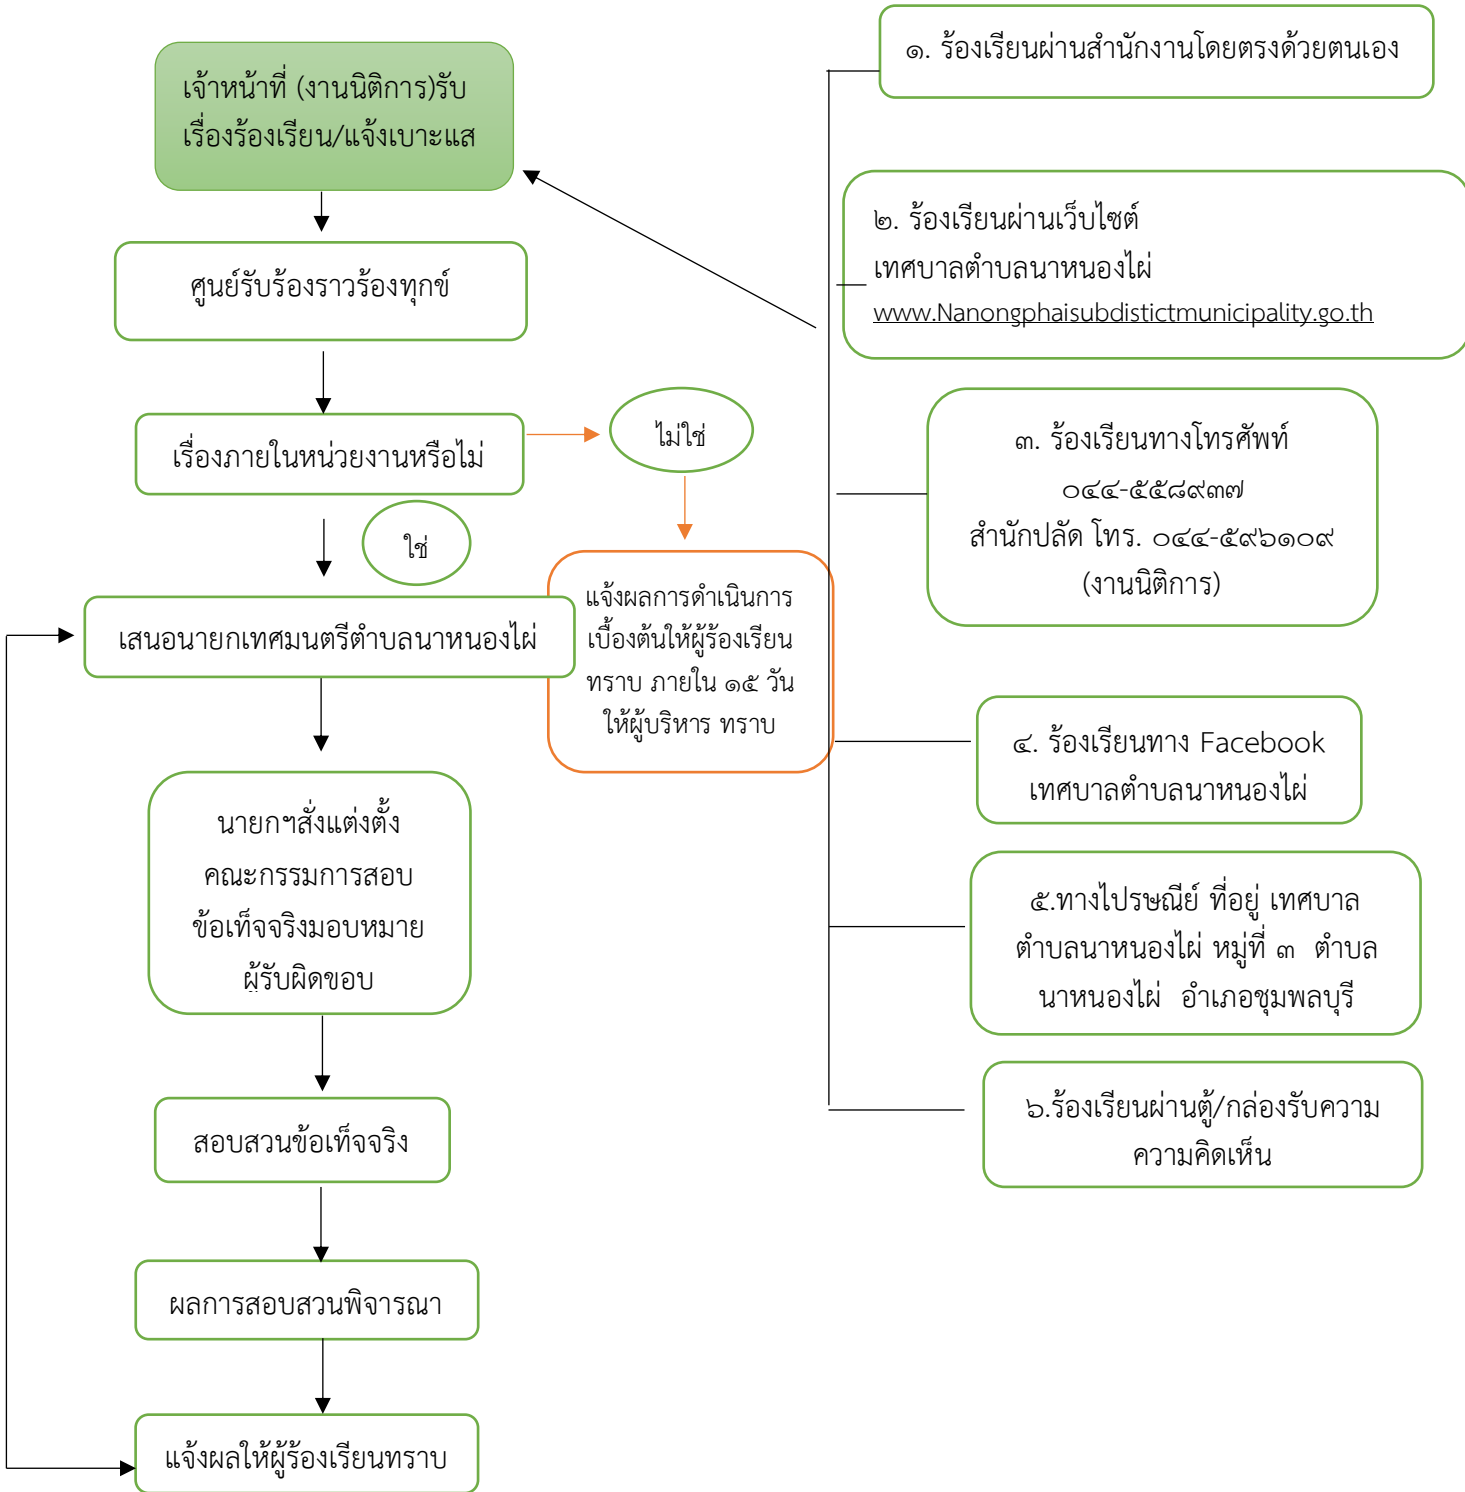 เจ้าหน้าที่ (งานนิติการ)รับ
เรื่องร้องเรียน/แจ้งเบาะแส
ศูนย์รับร้องราวร้องทุกข์
เรื่องภายในหน่วยงานหรือไม่
ไม่ใช่
ใช่
แจ้งผลการดำเนินการ
เบื้องต้นให้ผู้ร้องเรียน
ทราบ ภายใน ๑๕ วัน
ให้ผู้บริหาร ทราบ
เสนอนายกเทศมนตรีตำบลนาหนองไผ่
นายกฯสั่งแต่งตั้ง
คณะกรรมการสอบ
ข้อเท็จจริงมอบหมาย
ผู้รับผิดขอบ
สอบสวนข้อเท็จจริง
ผลการสอบสวนพิจารณา
แจ้งผลให้ผู้ร้องเรียนทราบ
๑. ร้องเรียนผ่านสำนักงานโดยตรงด้วยตนเอง
๒. ร้องเรียนผ่านเว็บไซต์
เทศบาลตำบลนาหนองไผ่
www.Nanongphaisubdistictmunicipality.go.th
๓. ร้องเรียนทางโทรศัพท์
๐๔๔-๕๕๘๙๓๗
สำนักปลัด โทร. ๐๔๔-๕๙๖๑๐๙
(งานนิติการ)
๔. ร้องเรียนทาง Facebook
เทศบาลตำบลนาหนองไผ่
๕.ทางไปรษณีย์ ที่อยู่ เทศบาล
ตำบลนาหนองไผ่ หมู่ที่ ๓ ตำบล
นาหนองไผ่ อำเภอชุมพลบุรี
๖.ร้องเรียนผ่านตู้/กล่องรับความ
ความคิดเห็น